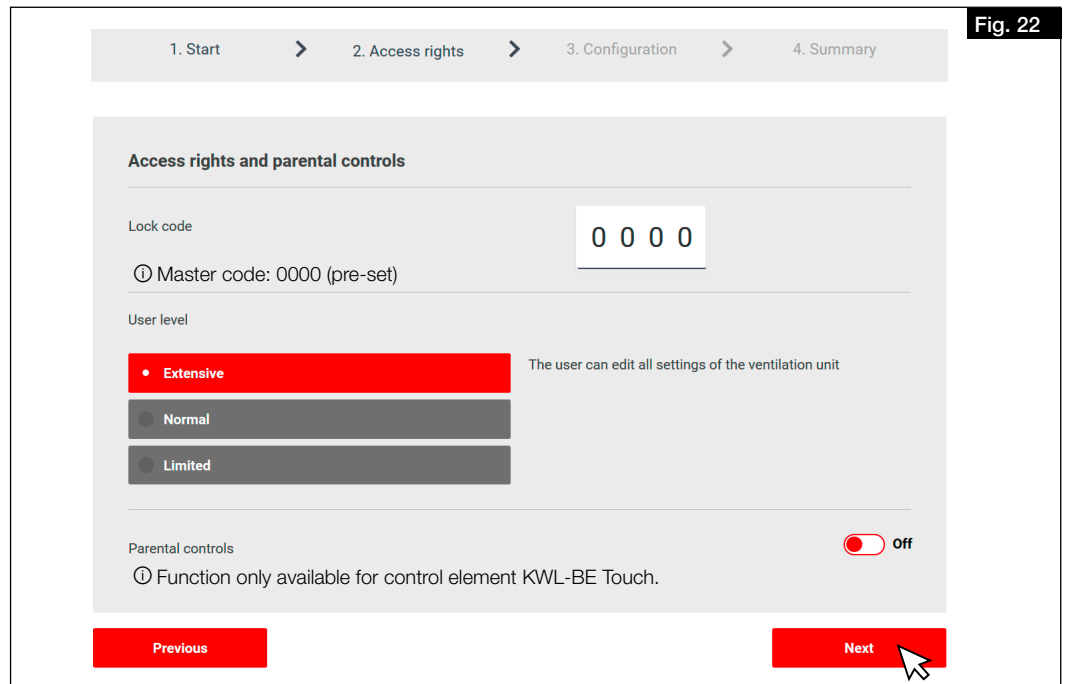 Fig. 22
1. Start > 2. Access rights > 3. Configuration > 4. Summary
Access rights and parental controls
Lock code
0 0 0 0
ⓘ Master code: 0000 (pre-set)
User level
Extensive
The user can edit all settings of the ventilation unit
Normal
Limited
Parental controls
Off
ⓘ Function only available for control element KWL-BE Touch.
Previous
Next